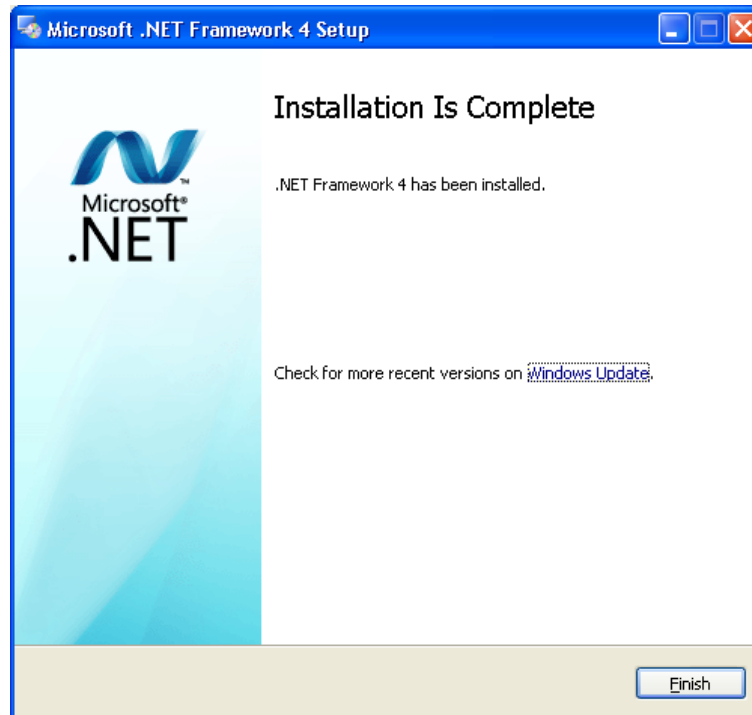 Microsoft .NET Framework 4 Setup
Installation Is Complete
.NET Framework 4 has been installed.
Microsoft®
.NET
Check for more recent versions on Windows Update.
Finish